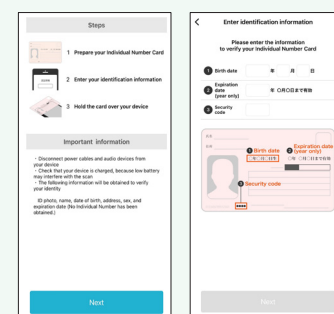 Steps
1 Prepare your Individual Number Card
2 Enter your identification information
3 Hold the card over your device
Important information
・Disconnect power cables and audio devices from
your device
・Check that your device is charged, because low battery
may interfere with the scan
・The following information will be obtained to verify
your identity
ID photo, name, date of birth, address, sex, and
expiration date (No Individual Number has been
obtained.)
Next
Enter identification information
Please enter the information
to verify your Individual Number Card
1 Birth date 年 月 日
2 Expiration
date
(year only) 年 〇月〇日まで有効
3 Security
code
1 Birth date
2 Expiration date
(year only)
3 Security code
****
Next